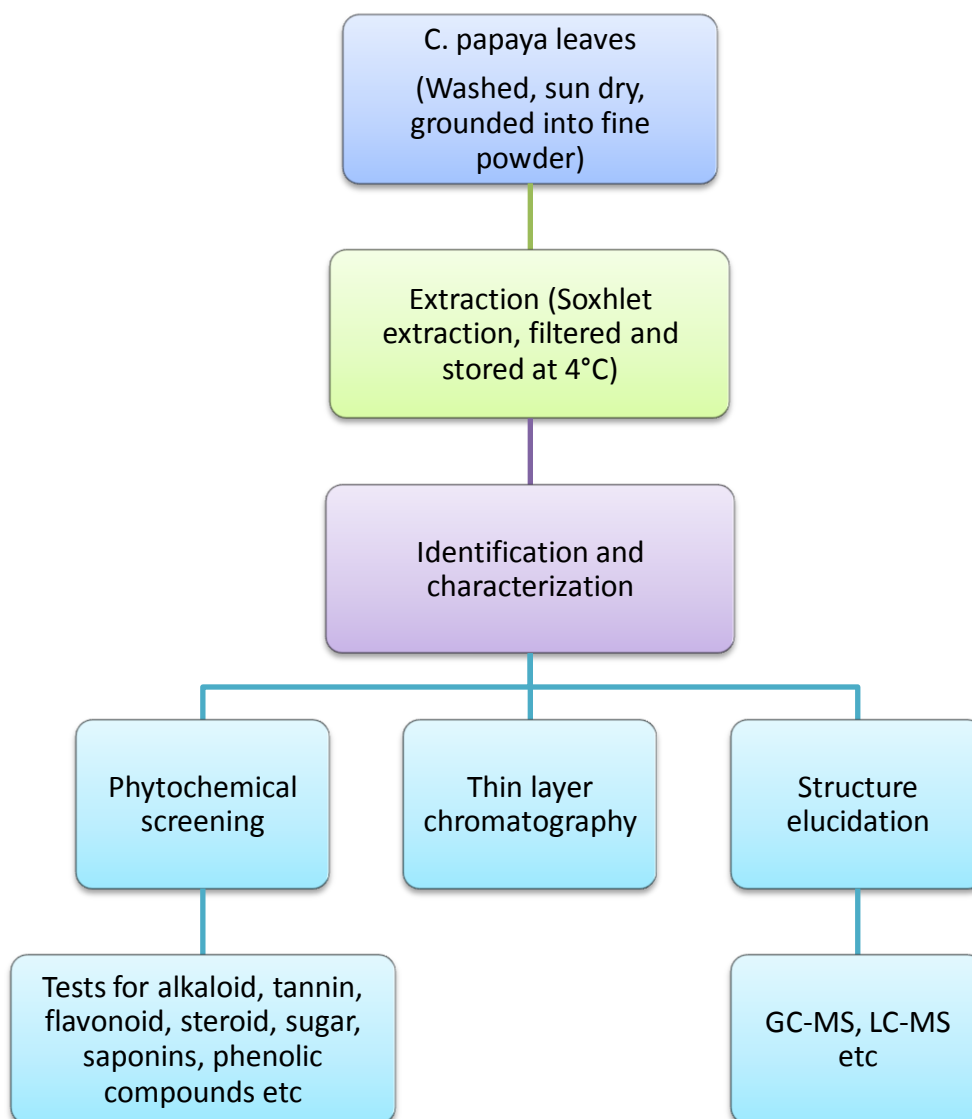 C. papaya leaves
(Washed, sun dry,
grounded into fine
powder)
Extraction (Soxhlet
extraction, filtered and
stored at 4°C)
Identification and
characterization
Phytochemical
screening
Thin layer
chromatography
Structure
elucidation
Tests for alkaloid, tannin,
flavonoid, steroid, sugar,
saponins, phenolic
compounds etc
GC-MS, LC-MS
etc